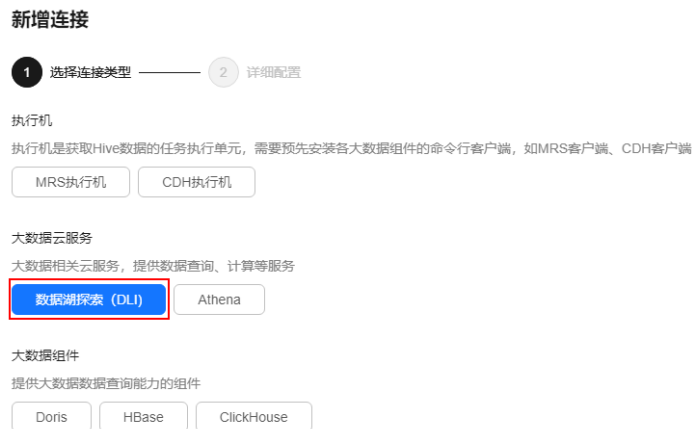 新增连接
1 选择连接类型 2 详细配置
执行机
执行机是获取Hive数据的任务执行单元，需要预先安装各大数据组件的命令行客户端，如MRS客户端、CDH客户端
MRS执行机 CDH执行机
大数据云服务
大数据相关云服务，提供数据查询、计算等服务
数据湖探索（DLI） Athena
大数据组件
提供大数据数据查询能力的组件
Doris HBase ClickHouse